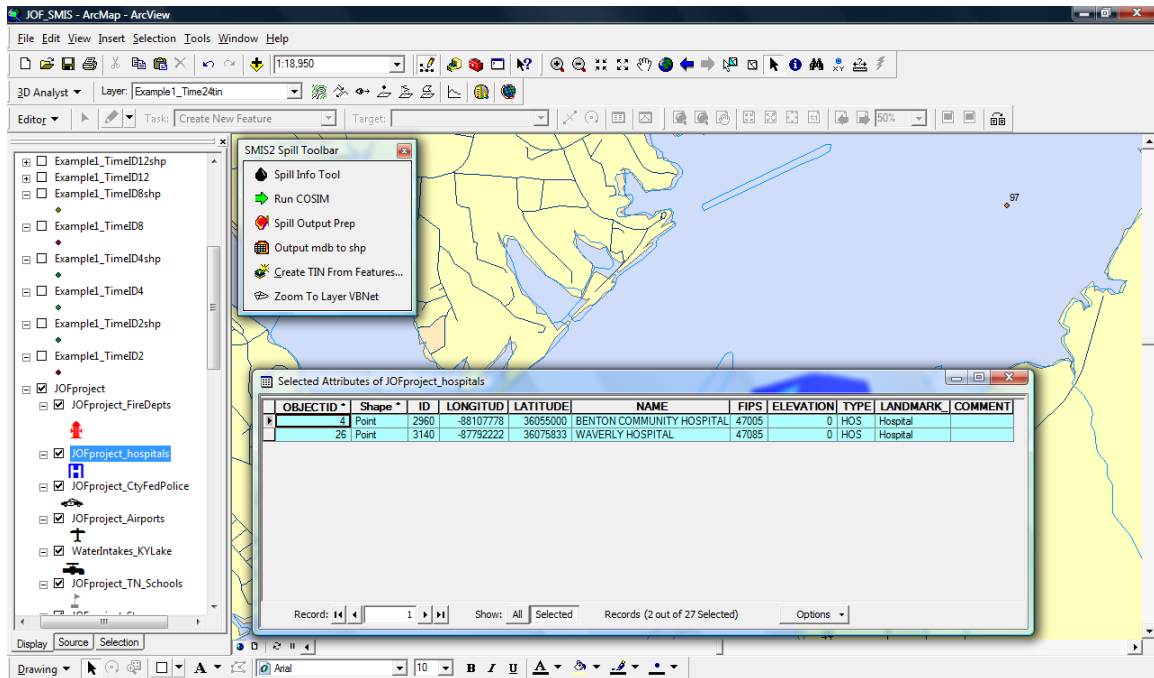 JOF_SMIS - ArcMap - ArcView
File Edit View Insert Selection Tools Window Help
1:18,950
3D Analyst Layer: Example1_Time24tin
Editor Task: Create New Feature Target: 50%
Example1_TimeID12shp
Example1_TimeID12
Example1_TimeID8shp
Example1_TimeID8
Example1_TimeID4shp
Example1_TimeID4
Example1_TimeID2shp
Example1_TimeID2
JOFproject
JOFproject_FireDepts
JOFproject_hospitals
JOFproject_CtyFedPolice
JOFproject_Airports
WaterIntakes_KYLake
JOFproject_TN_Schools
Display Source Selection
SMIS2 Spill Toolbar
Spill Info Tool
Run COSIM
Spill Output Prep
Output mdb to shp
Create TIN From Features...
Zoom To Layer VBNet
97
Selected Attributes of JOFproject_hospitals
OBJECTID * Shape * ID LONGITUD LATITUDE NAME FIPS ELEVATION TYPE LANDMARK_ COMMENT
4 Point 2960 -88107778 36055000 BENTON COMMUNITY HOSPITAL 47005 0 HOS Hospital
26 Point 3140 -87792222 36075833 WAVERLY HOSPITAL 47085 0 HOS Hospital
Record: 1 Show: All Selected Records (2 out of 27 Selected) Options
Drawing A Arial 10 B I U A